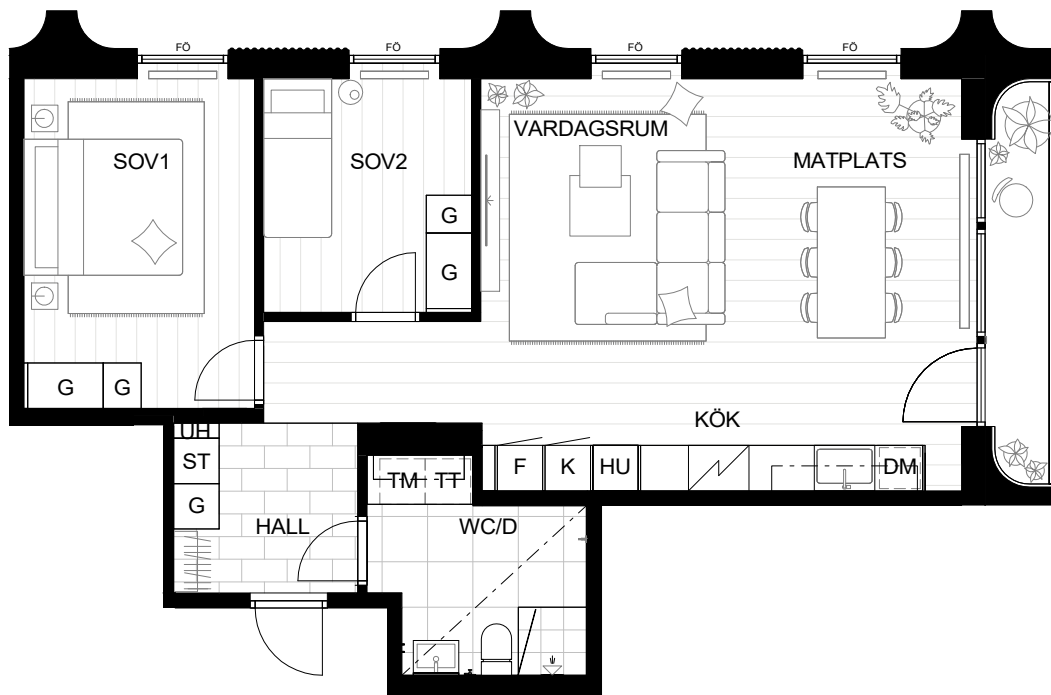 FÖ FÖ FÖ FÖ
VARDAGSRUM
SOV1 SOV2 MATPLATS
G
G
G G
KÖK
UH
ST F K HU
TM TT DM
G
HALL WC/D